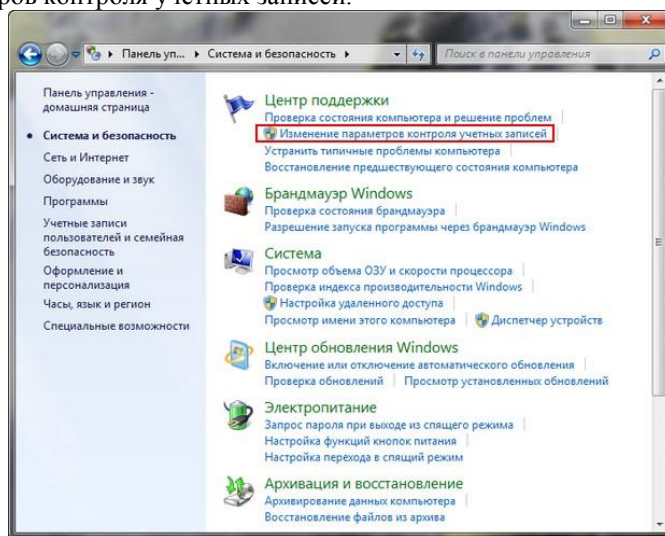 ров контроля учетных записей.
Панель уп... Система и безопасность Поиск в панели управления
Панель управления -
домашняя страница
Система и безопасность
Сеть и Интернет
Оборудование и звук
Программы
Учетные записи
пользователей и семейная
безопасность
Оформление и
персонализация
Часы, язык и регион
Специальные возможности
Центр поддержки
Проверка состояния компьютера и решение проблем
Изменение параметров контроля учетных записей
Устранить типичные проблемы компьютера
Восстановление предшествующего состояния компьютера
Брандмауэр Windows
Проверка состояния брандмауэра
Разрешение запуска программы через брандмауэр Windows
Система
Просмотр объема ОЗУ и скорости процессора
Проверка индекса производительности Windows
Настройка удаленного доступа
Просмотр имени этого компьютера Диспетчер устройств
Центр обновления Windows
Включение или отключение автоматического обновления
Проверка обновлений Просмотр установленных обновлений
Электропитание
Запрос пароля при выходе из спящего режима
Настройка функций кнопок питания
Настройка перехода в спящий режим
Архивация и восстановление
Архивирование данных компьютера
Восстановление файлов из архива